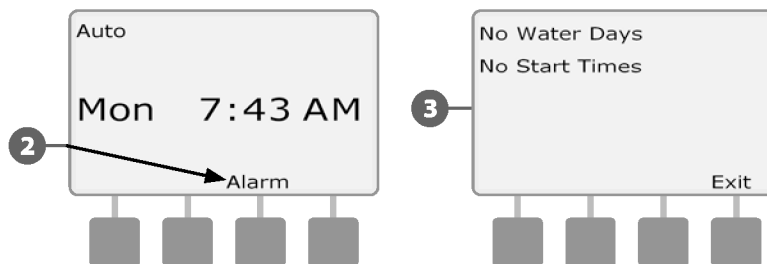 Auto
Mon 7:43 AM
2
Alarm
No Water Days
No Start Times
3
Exit